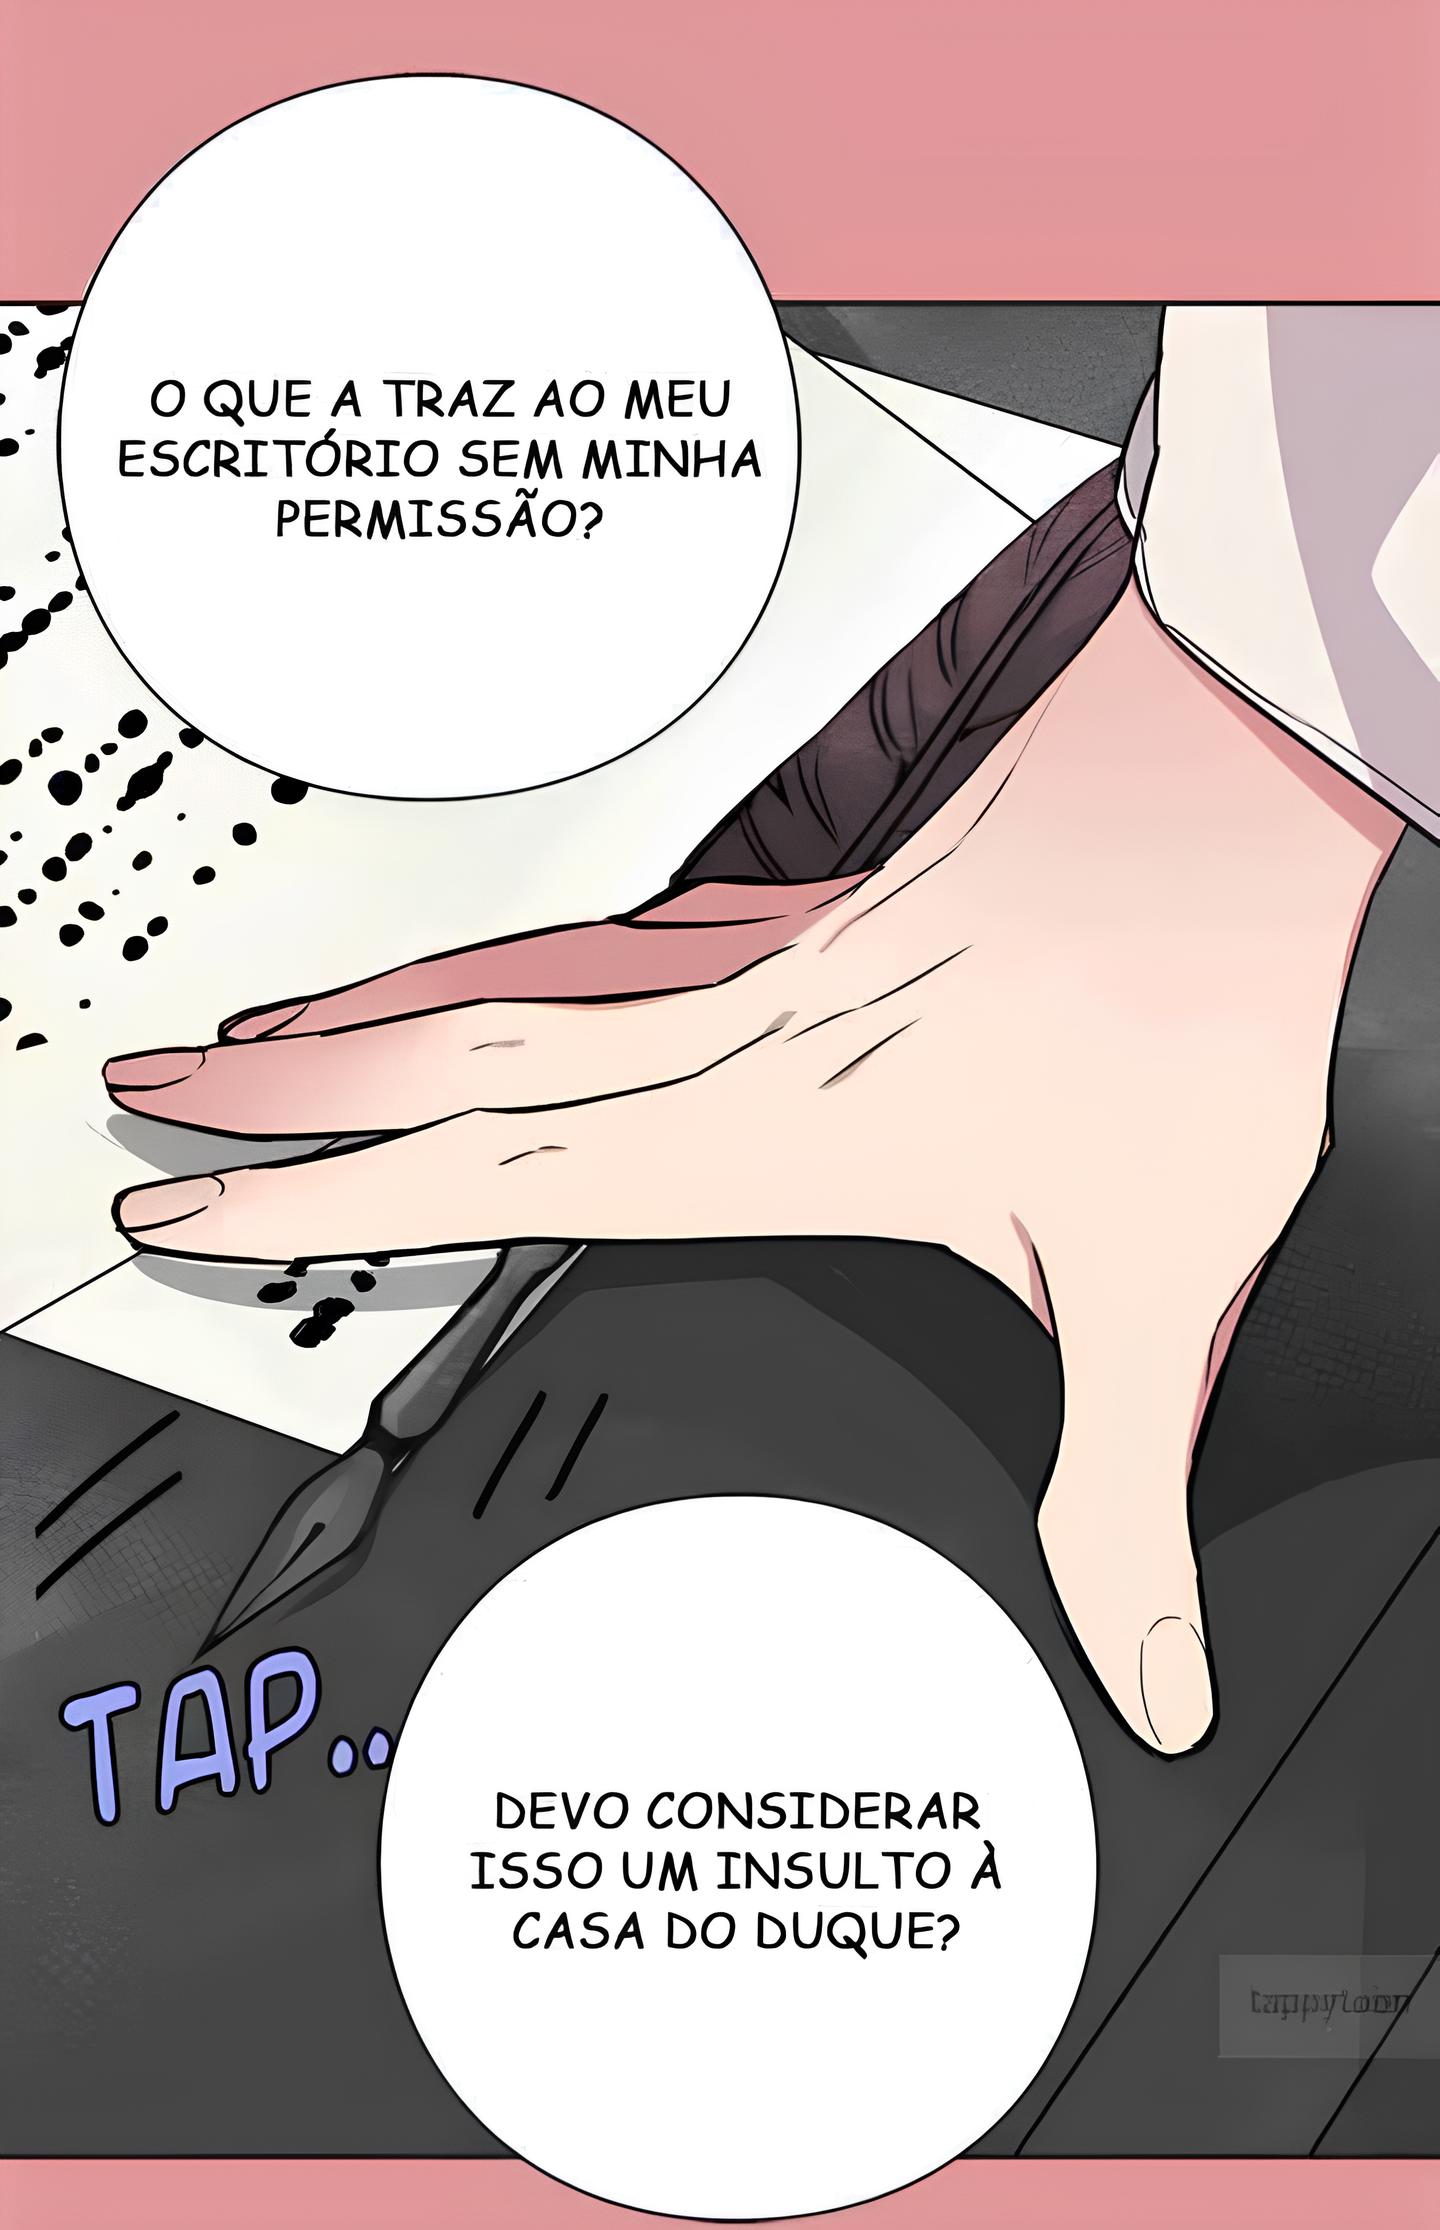 O QUE A TRAZ AO MEU
ESCRITÓRIO SEM MINHA
PERMISSÃO?
TAP..
DEVO CONSIDERAR
ISSO UM INSULTO À
CASA DO DUQUE?